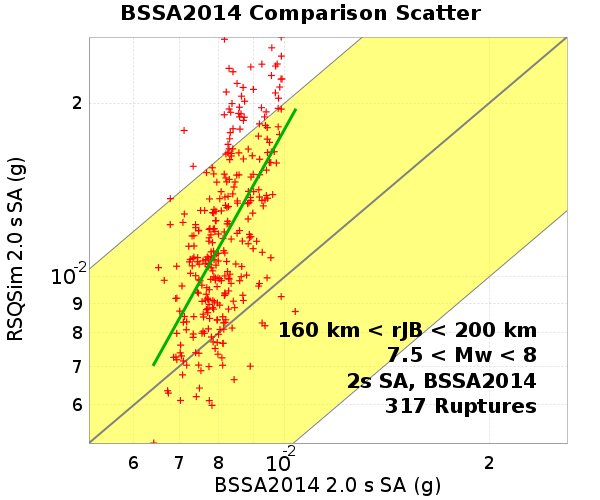 BSSA2014 Comparison Scatter
RSQSim 2.0 s SA (g)
2
10-2
9
8
7
6
160 km < rJB < 200 km
7.5 < Mw < 8
2s SA, BSSA2014
317 Ruptures
6 7 8 10-2 2
BSSA2014 2.0 s SA (g)